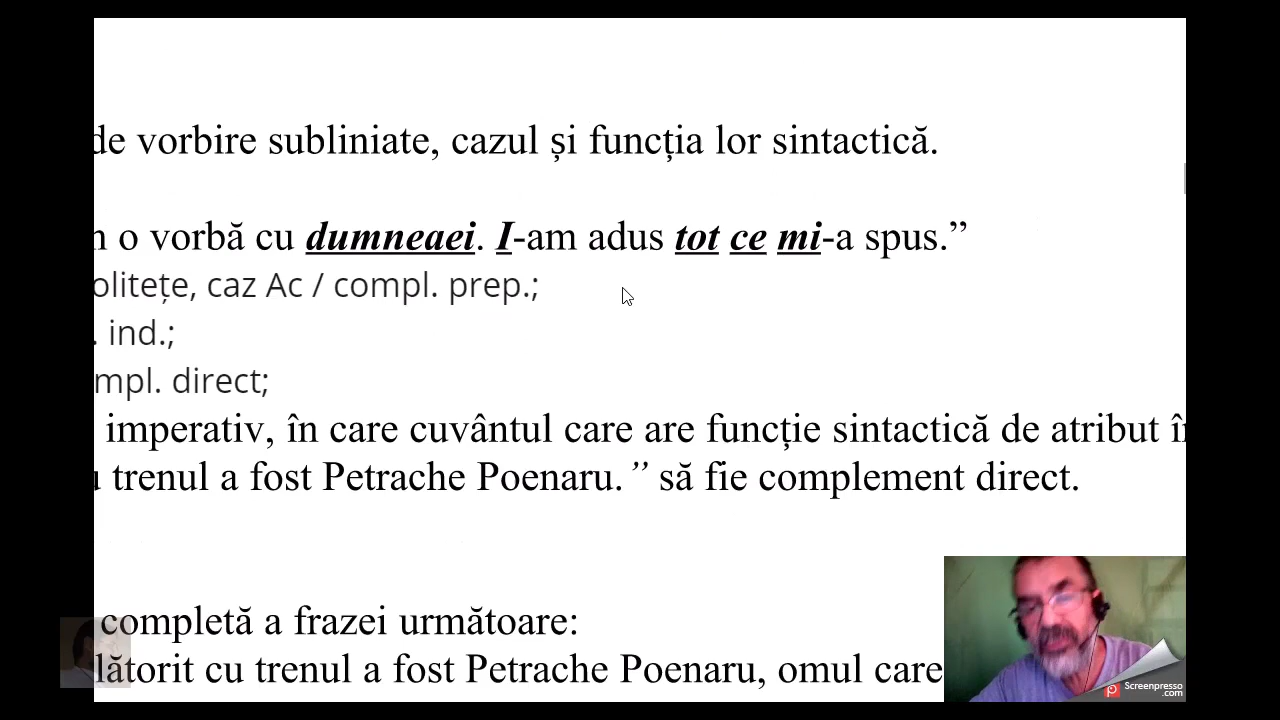 de vorbire subliniate, cazul și funcția lor sintactică.
o vorbă cu dumneaei. I-am adus tot ce mi-a spus.”
olitețe, caz Ac / compl. prep.;
. ind.;
mpl. direct;
imperativ, în care cuvântul care are funcție sintactică de atribut
trenul a fost Petrache Poenaru.” să fie complement direct.
completă a frazei următoare:
lătorit cu trenul a fost Petrache Poenaru, omul care
Screenpresso
.com